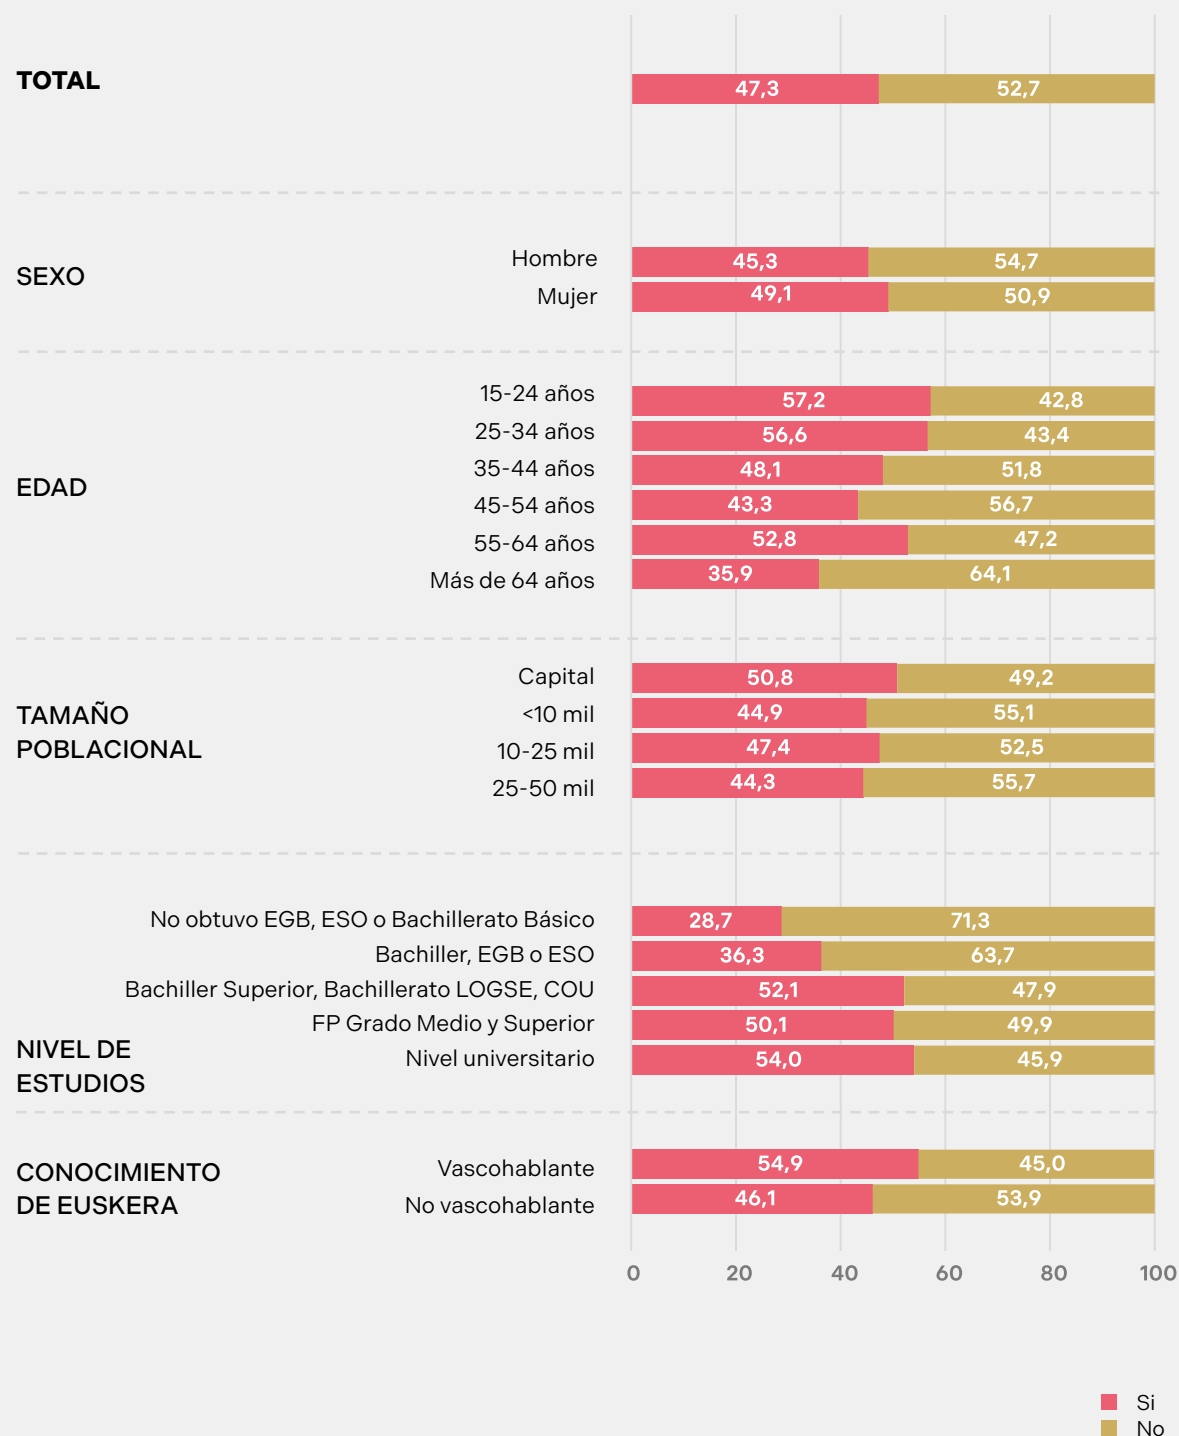 TOTAL
47,3 52,7
SEXO
Hombre 45,3 54,7
Mujer 49,1 50,9
EDAD
15-24 años 57,2 42,8
25-34 años 56,6 43,4
35-44 años 48,1 51,8
45-54 años 43,3 56,7
55-64 años 52,8 47,2
Más de 64 años 35,9 64,1
TAMAÑO
POBLACIONAL
Capital 50,8 49,2
<10 mil 44,9 55,1
10-25 mil 47,4 52,5
25-50 mil 44,3 55,7
No obtuvo EGB, ESO o Bachillerato Básico 28,7 71,3
Bachiller, EGB o ESO 36,3 63,7
Bachiller Superior, Bachillerato LOGSE, COU 52,1 47,9
FP Grado Medio y Superior 50,1 49,9
NIVEL DE
ESTUDIOS
Nivel universitario 54,0 45,9
CONOCIMIENTO
DE EUSKERA
Vascohablante 54,9 45,0
No vascohablante 46,1 53,9
0 20 40 60 80 100
Si
No